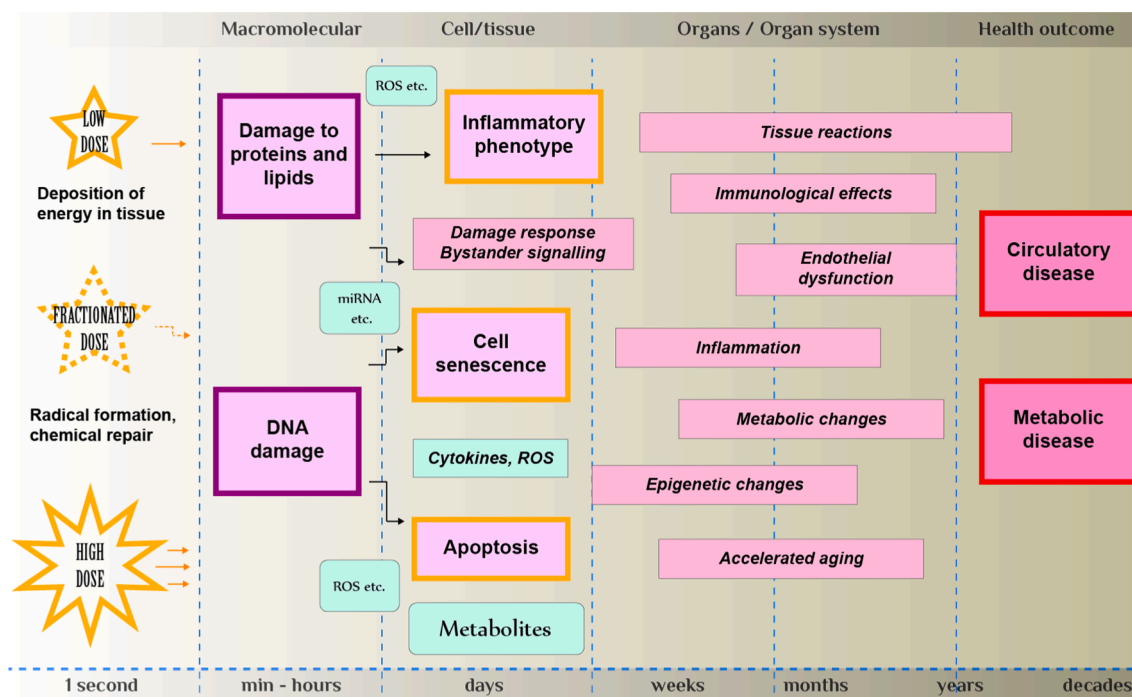 Macromolecular
Cell/tissue
Organs / Organ system
Health outcome
LOW
DOSE
Deposition of
energy in tissue
FRACTIONATED
DOSE
Radical formation,
chemical repair
HIGH
DOSE
Damage to
proteins and
lipids
DNA
damage
ROS etc.
miRNA
etc.
ROS etc.
Inflammatory
phenotype
Damage response
Bystander signalling
Cell
senescence
Cytokines, ROS
Apoptosis
Metabolites
Tissue reactions
Immunological effects
Endothelial
dysfunction
Inflammation
Metabolic changes
Epigenetic changes
Accelerated aging
Circulatory
disease
Metabolic
disease
1 second
min - hours
days
weeks
months
years
decades